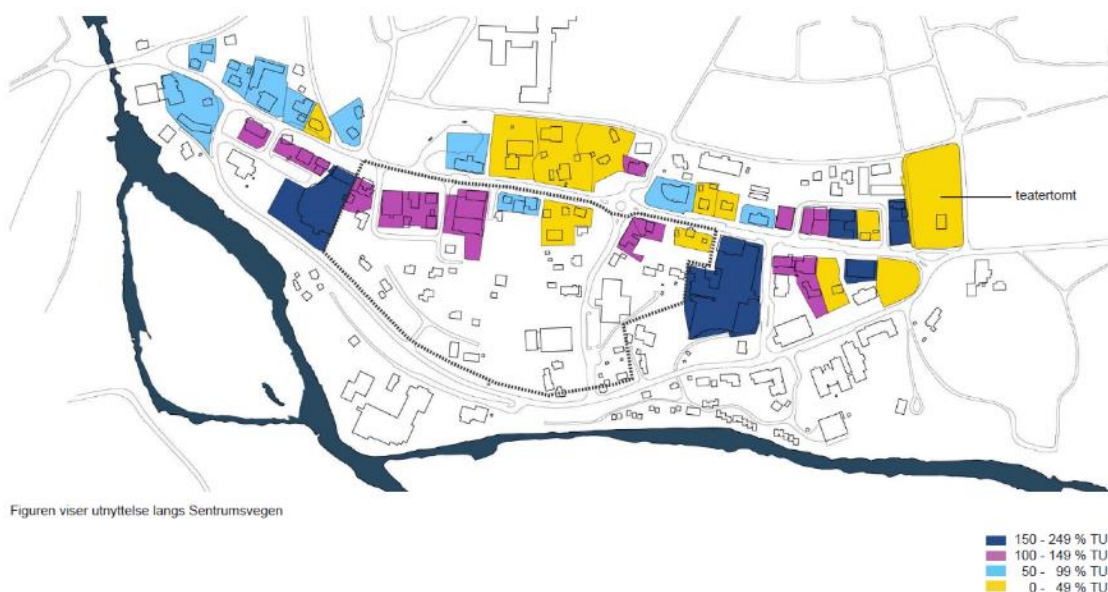 teatertomt
Figuren viser utnyttelse langs Sentrumsvegen
150 - 249 % TU
100 - 149 % TU
50 - 99 % TU
0 - 49 % TU